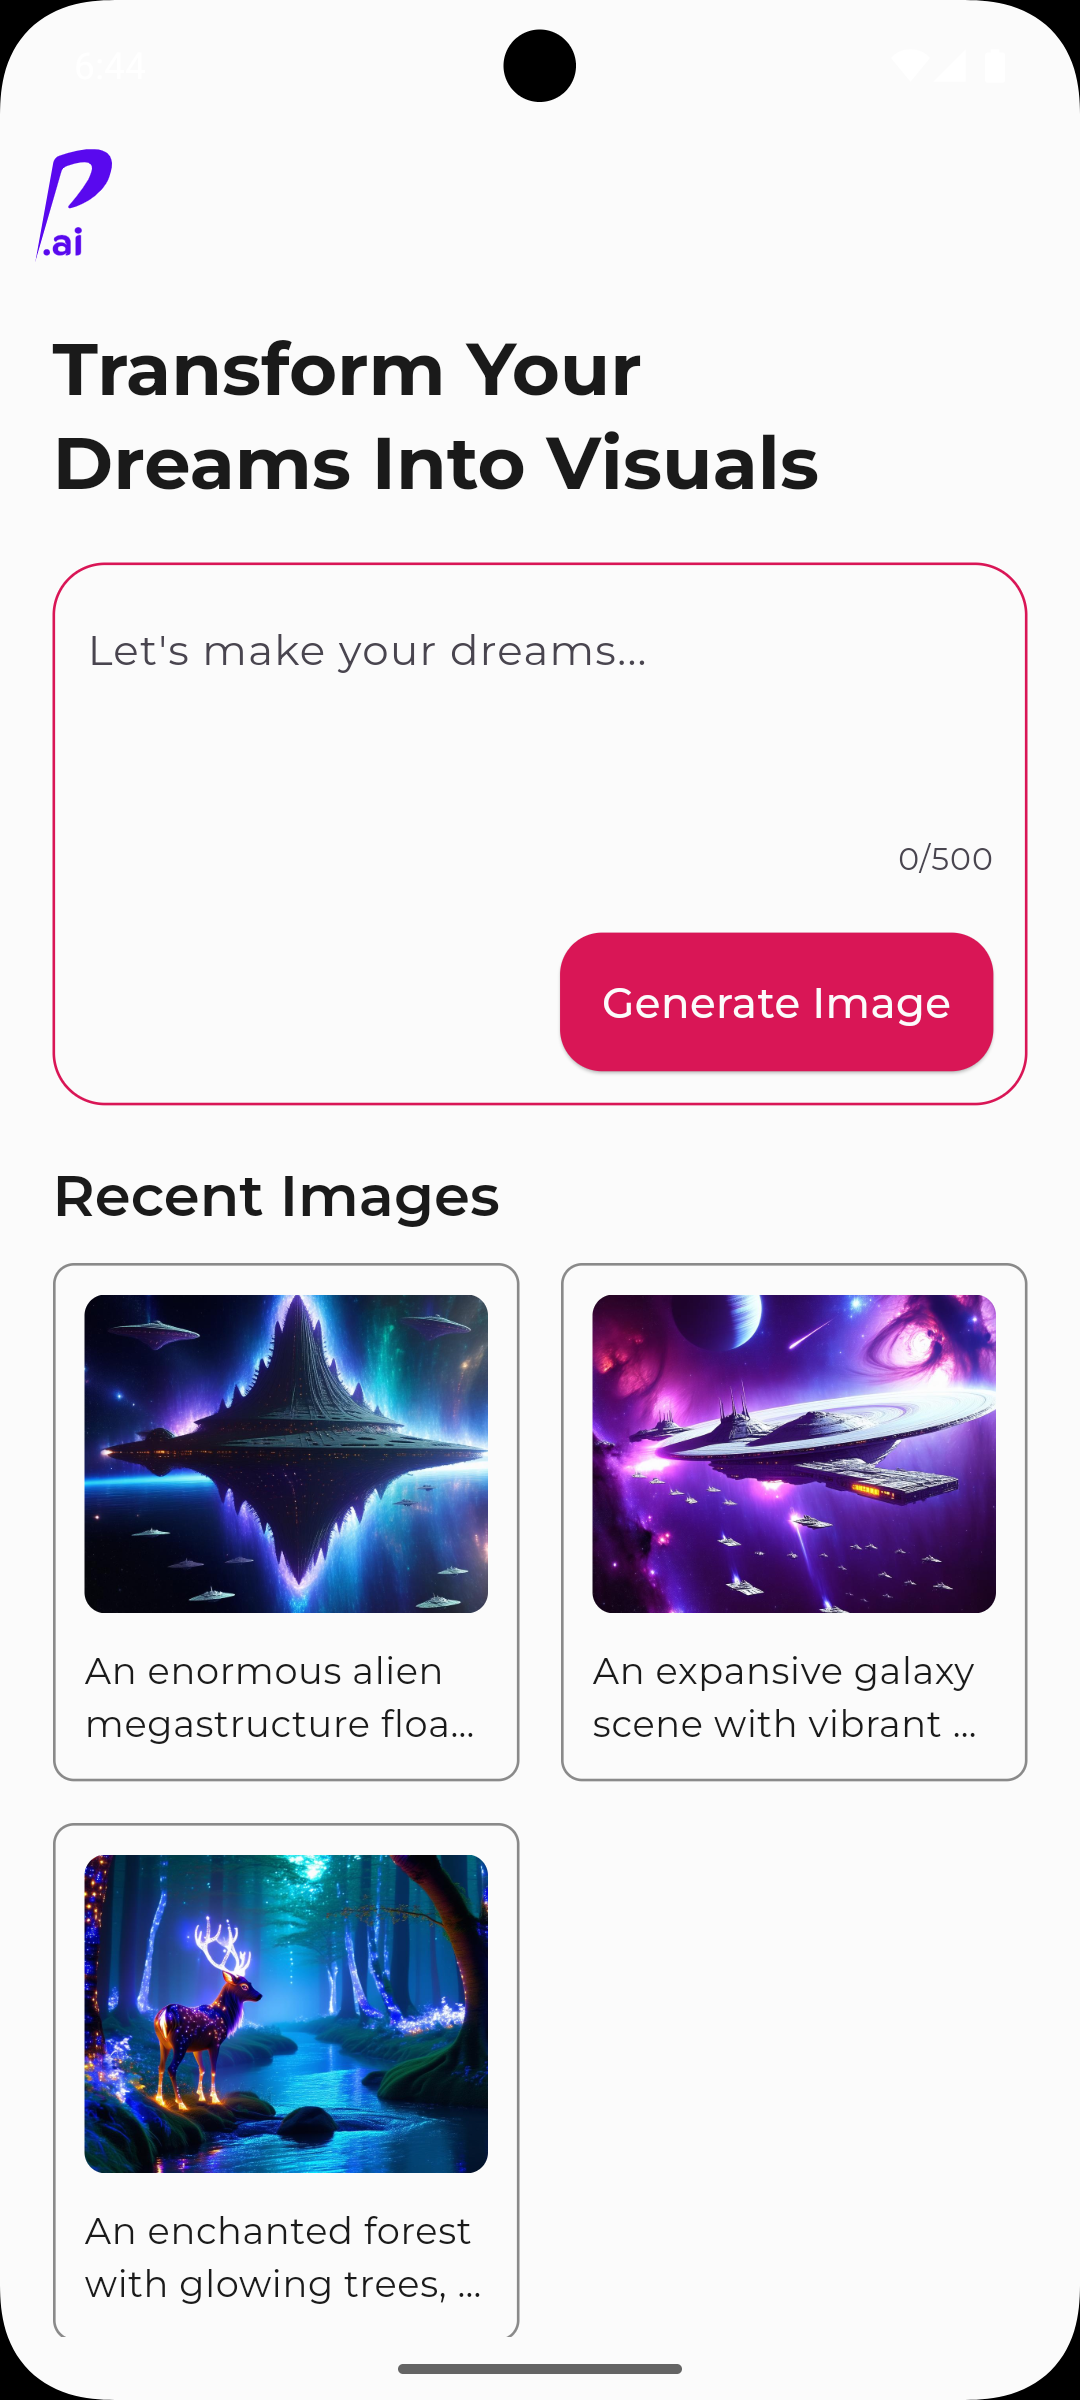 6:44
P.ai
Transform Your
Dreams Into Visuals
Let's make your dreams...
0/500
Generate Image
Recent Images
An enormous alien
megastructure floa...
An expansive galaxy
scene with vibrant ...
An enchanted forest
with glowing trees, ...